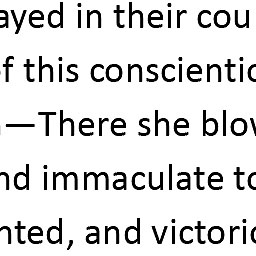 ayed in their cou
f this conscientio
—There she blow
nd immaculate to
nted, and victorio